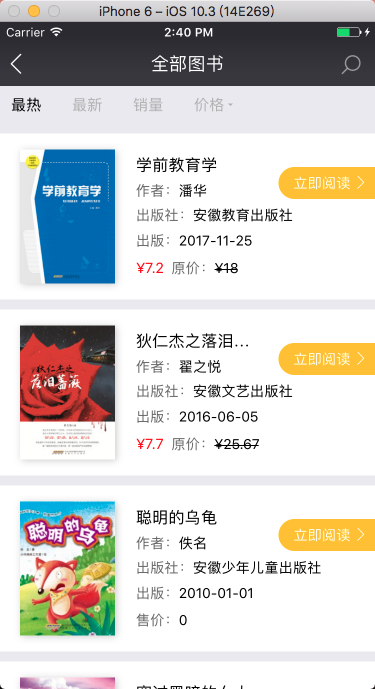 iPhone 6 – iOS 10.3 (14E269)
Carrier 2:40 PM
全部图书
最热 最新 销量 价格
学前教育学
学前教育学
作者：潘华
立即阅读
出版社：安徽教育出版社
出版：2017-11-25
¥7.2 原价：¥18
狄仁杰之落泪...
狄仁杰之
落泪蔷薇
作者：翟之悦
立即阅读
出版社：安徽文艺出版社
出版：2016-06-05
¥7.7 原价：¥25.67
聪明的乌龟
聪明的乌龟
作者：佚名
立即阅读
出版社：安徽少年儿童出版社
出版：2010-01-01
售价：0